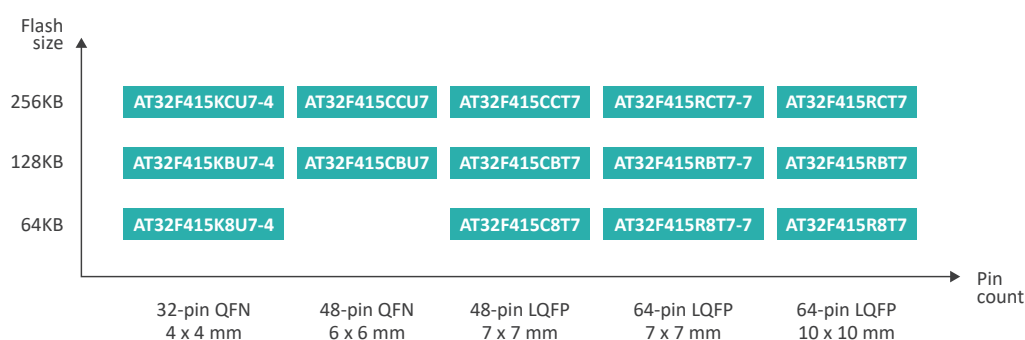 Flash
size
256KB AT32F415KCU7-4 AT32F415CCU7 AT32F415CCT7 AT32F415RCT7-7 AT32F415RCT7
128KB AT32F415KBU7-4 AT32F415CBU7 AT32F415CBT7 AT32F415RBT7-7 AT32F415RBT7
64KB AT32F415K8U7-4 AT32F415C8T7 AT32F415R8T7-7 AT32F415R8T7
Pin
count
32-pin QFN 48-pin QFN 48-pin LQFP 64-pin LQFP 64-pin LQFP
4 x 4 mm 6 x 6 mm 7 x 7 mm 7 x 7 mm 10 x 10 mm